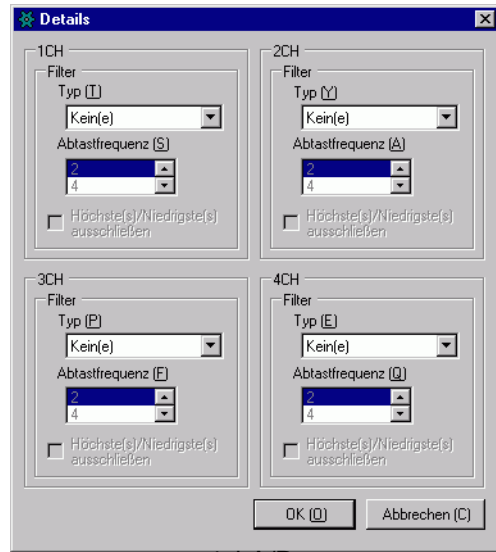 Details
1CH
Filter
Typ (T)
Kein(e)
Abtastfrequenz (S)
2
4
Höchste(s)/Niedrigste(s)
ausschließen
2CH
Filter
Typ (Y)
Kein(e)
Abtastfrequenz (A)
2
4
Höchste(s)/Niedrigste(s)
ausschließen
3CH
Filter
Typ (P)
Kein(e)
Abtastfrequenz (F)
2
4
Höchste(s)/Niedrigste(s)
ausschließen
4CH
Filter
Typ (E)
Kein(e)
Abtastfrequenz (Q)
2
4
Höchste(s)/Niedrigste(s)
ausschließen
OK (O)
Abbrechen (C)